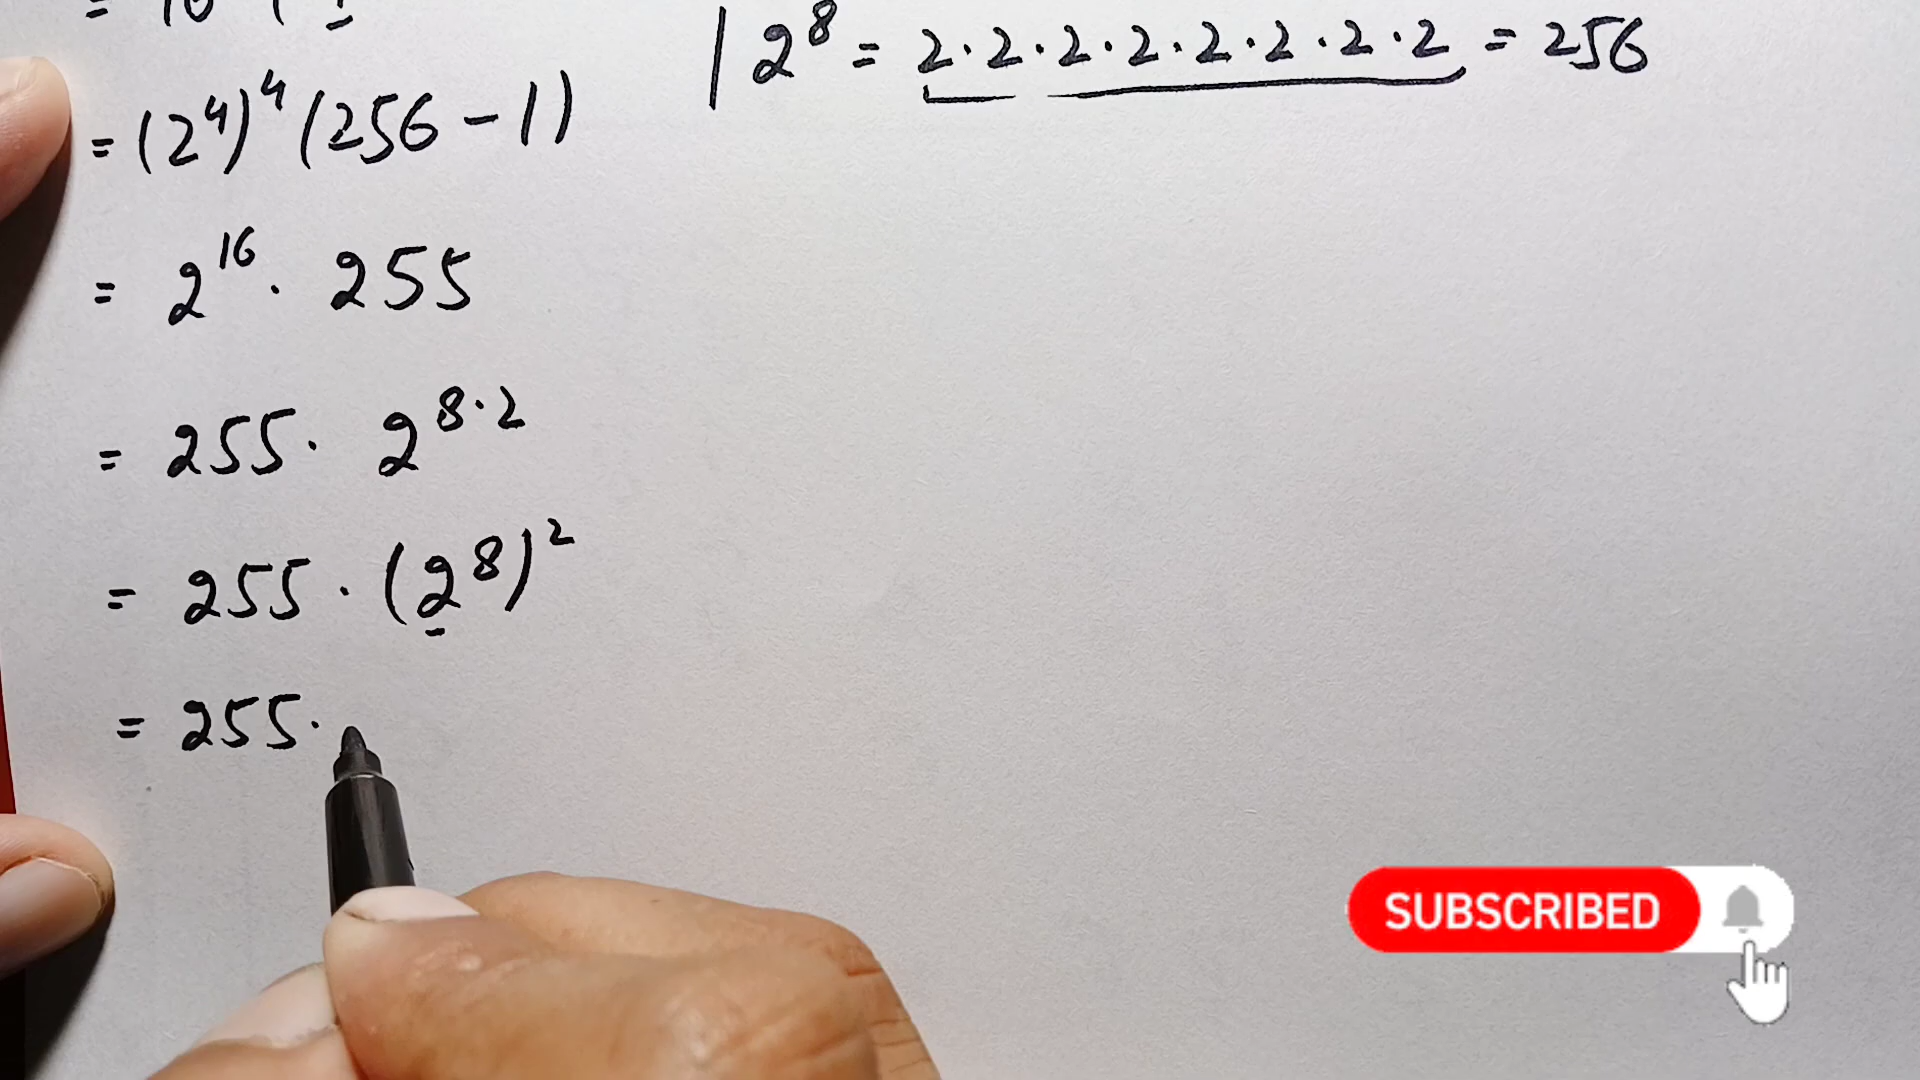 | 2⁸ = 2·2·2·2·2·2·2·2 = 256
= (2⁴)⁴ (256 - 1)
= 2¹⁶ · 255
= 255 · 2⁸·²
= 255 · (2⁸)²
= 255 ·
SUBSCRIBED